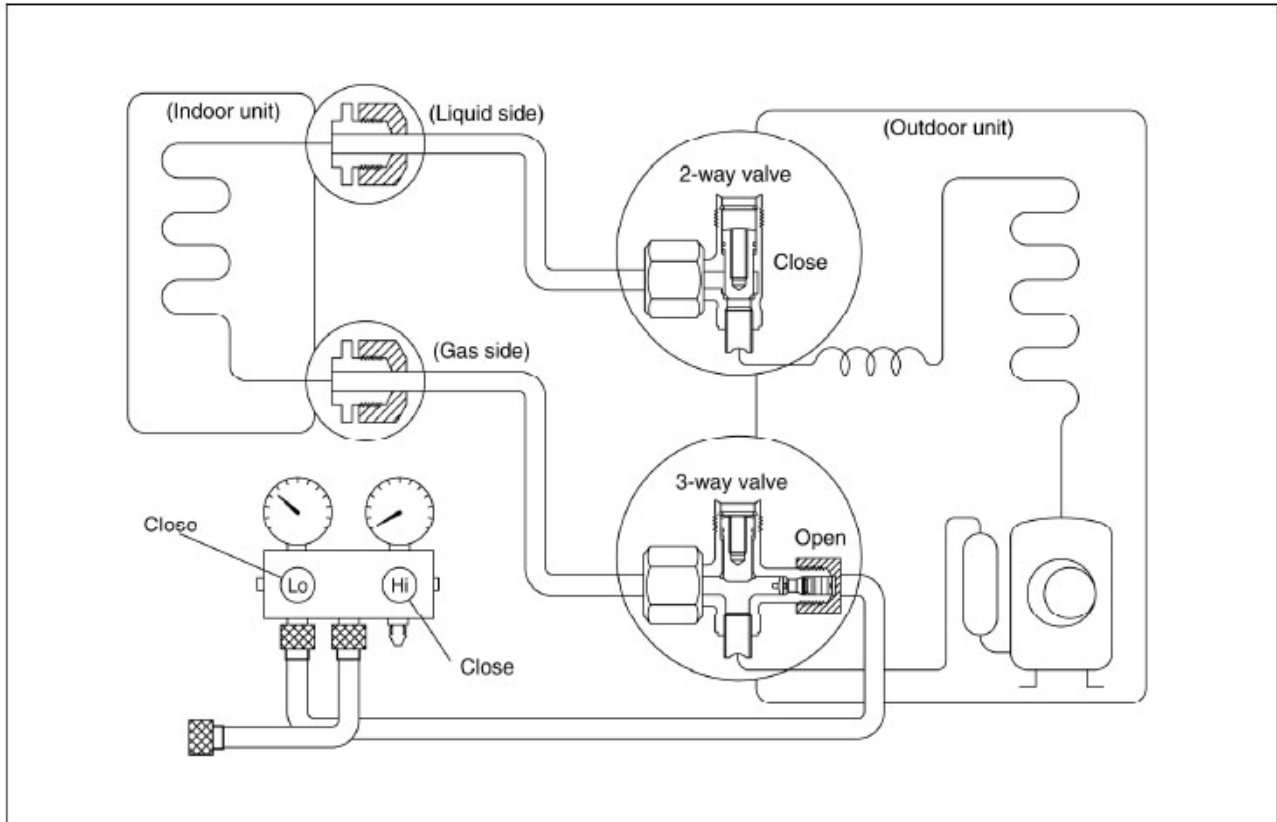 (Indoor unit)
(Liquid side)
(Outdoor unit)
2-way valve
Close
(Gas side)
3-way valve
Open
Close
Lo
Hi
Close